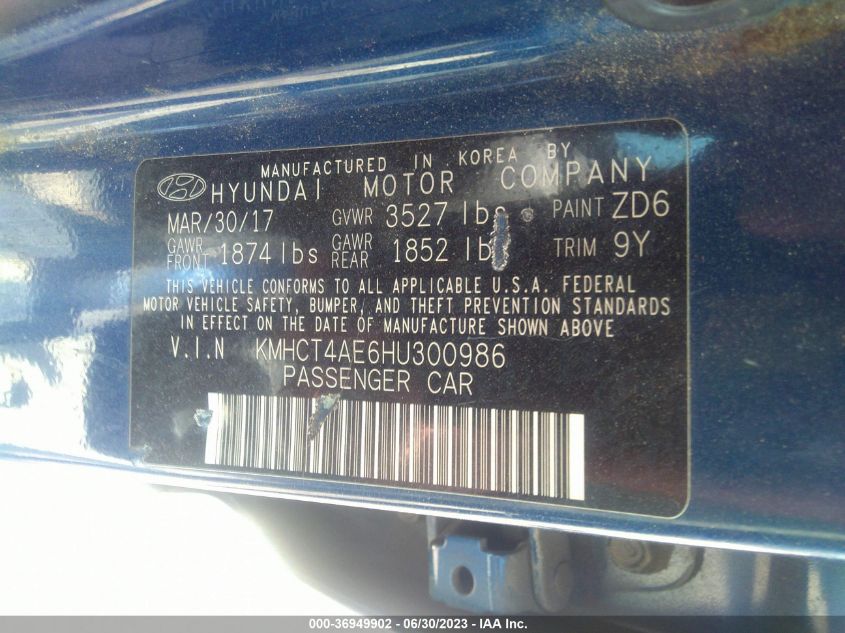 MANUFACTURED IN KOREA BY
HYUNDAI MOTOR COMPANY
MAR/30/17 GVWR 3527 lbs PAINT ZD6
GAWR FRONT 1874 lbs GAWR REAR 1852 lb TRIM 9Y
THIS VEHICLE CONFORMS TO ALL APPLICABLE U.S.A. FEDERAL
MOTOR VEHICLE SAFETY, BUMPER, AND THEFT PREVENTION STANDARDS
IN EFFECT ON THE DATE OF MANUFACTURE SHOWN ABOVE
V.I.N KMHCT4AE6HU300986
PASSENGER CAR
000-36949902 - 06/30/2023 - IAA Inc.